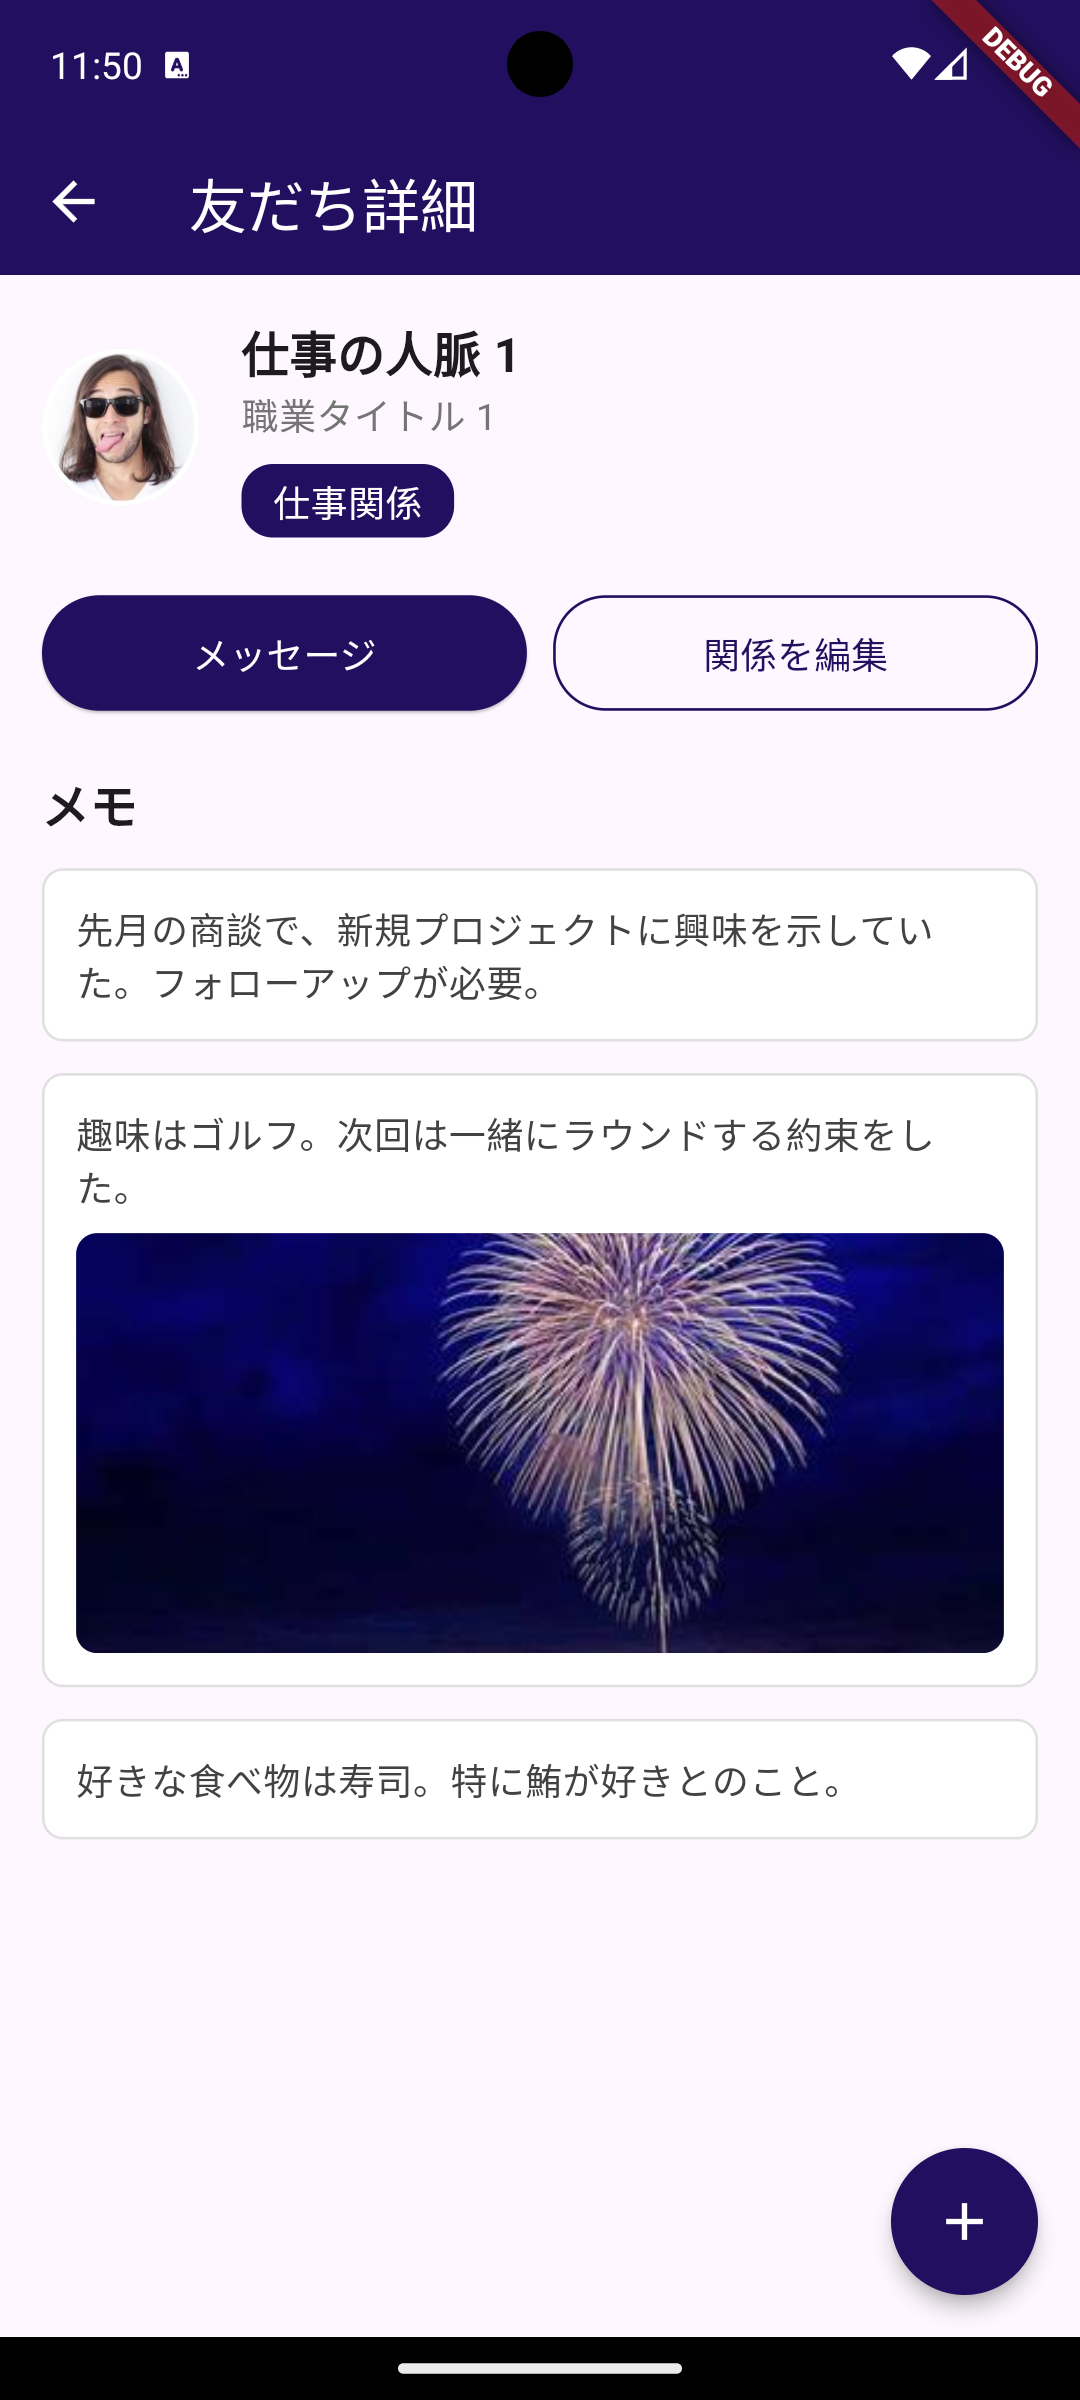 11:50
DEBUG
友だち詳細
仕事の人脈 1
職業タイトル 1
仕事関係
メッセージ
関係を編集
メモ
先月の商談で、新規プロジェクトに興味を示してい
た。フォローアップが必要。
趣味はゴルフ。次回は一緒にラウンドする約束をし
た。
好きな食べ物は寿司。特に鮪が好きとのこと。